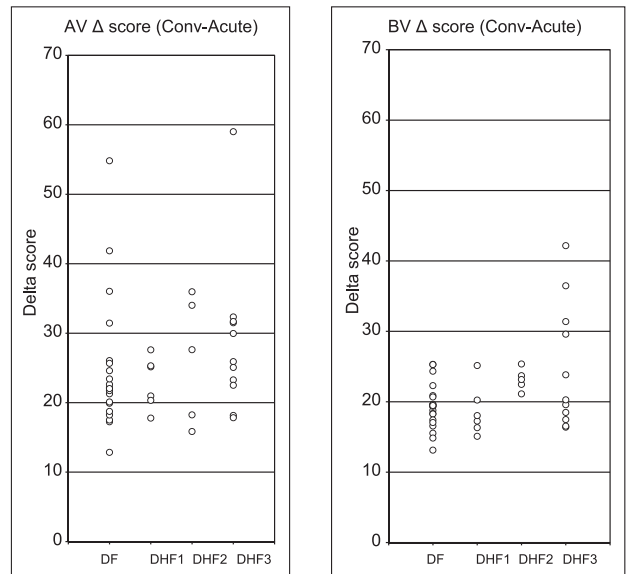 AV Δ score (Conv-Acute)
70
60
50
40
30
20
10
0
Delta score
DF DHF1 DHF2 DHF3
BV Δ score (Conv-Acute)
70
60
50
40
30
20
10
0
Delta score
DF DHF1 DHF2 DHF3